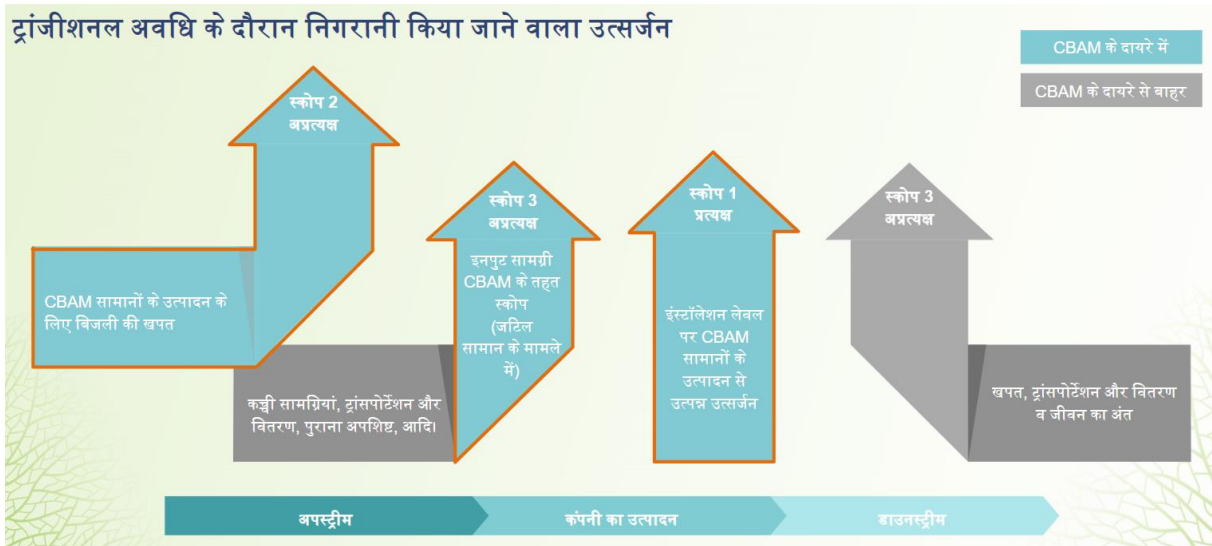 ट्रांजीशनल अवधि के दौरान निगरानी किया जाने वाला उत्सर्जन
CBAM के दायरे में
CBAM के दायरे से बाहर
स्कोप 2
अप्रत्यक्ष
CBAM सामानों के उत्पादन के
लिए बिजली की खपत
स्कोप 3
अप्रत्यक्ष
इनपुट सामग्री
CBAM के तहत
स्कोप
(जटिल
सामान के मामले
में)
कच्ची सामग्रियां, ट्रांसपोर्टेशन और
वितरण, पुराना अपशिष्ट, आदि।
स्कोप 1
प्रत्यक्ष
इंस्टॉलेशन लेवल
पर CBAM
सामानों के
उत्पादन से
उत्पन्न उत्सर्जन
स्कोप 3
अप्रत्यक्ष
खपत, ट्रांसपोर्टेशन और वितरण
व जीवन का अंत
अपस्ट्रीम
कंपनी का उत्पादन
डाउनस्ट्रीम